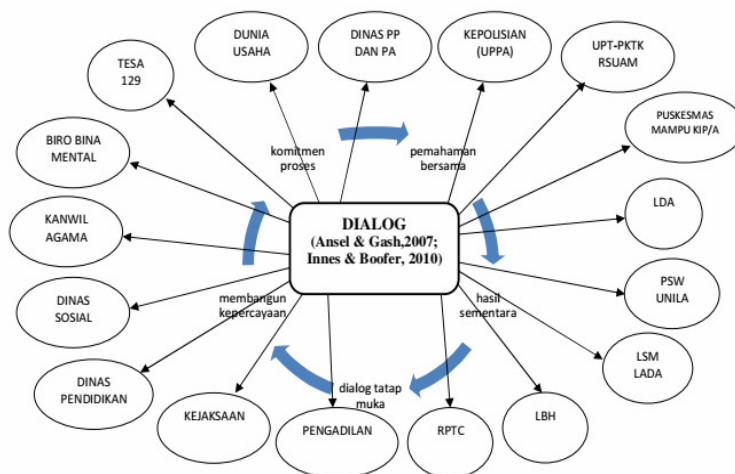 DUNIA
USAHA
DINAS PP
DAN PA
KEPOLISIAN
(UPPA)
UPT-PKTK
RSUAM
TESA
129
PUSKESMAS
MAMPU KIP/A
BIRO BINA
MENTAL
komitmen
proses
pemahaman
bersama
LDA
KANWIL
AGAMA
DIALOG
(Ansel & Gash,2007;
Innes & Boofer, 2010)
PSW
UNILA
DINAS
SOSIAL
membangun
kepercayaan
hasil
sementara
LSM
LADA
DINAS
PENDIDIKAN
dialog tatap
muka
KEJAKSAAN
PENGADILAN
RPTC
LBH